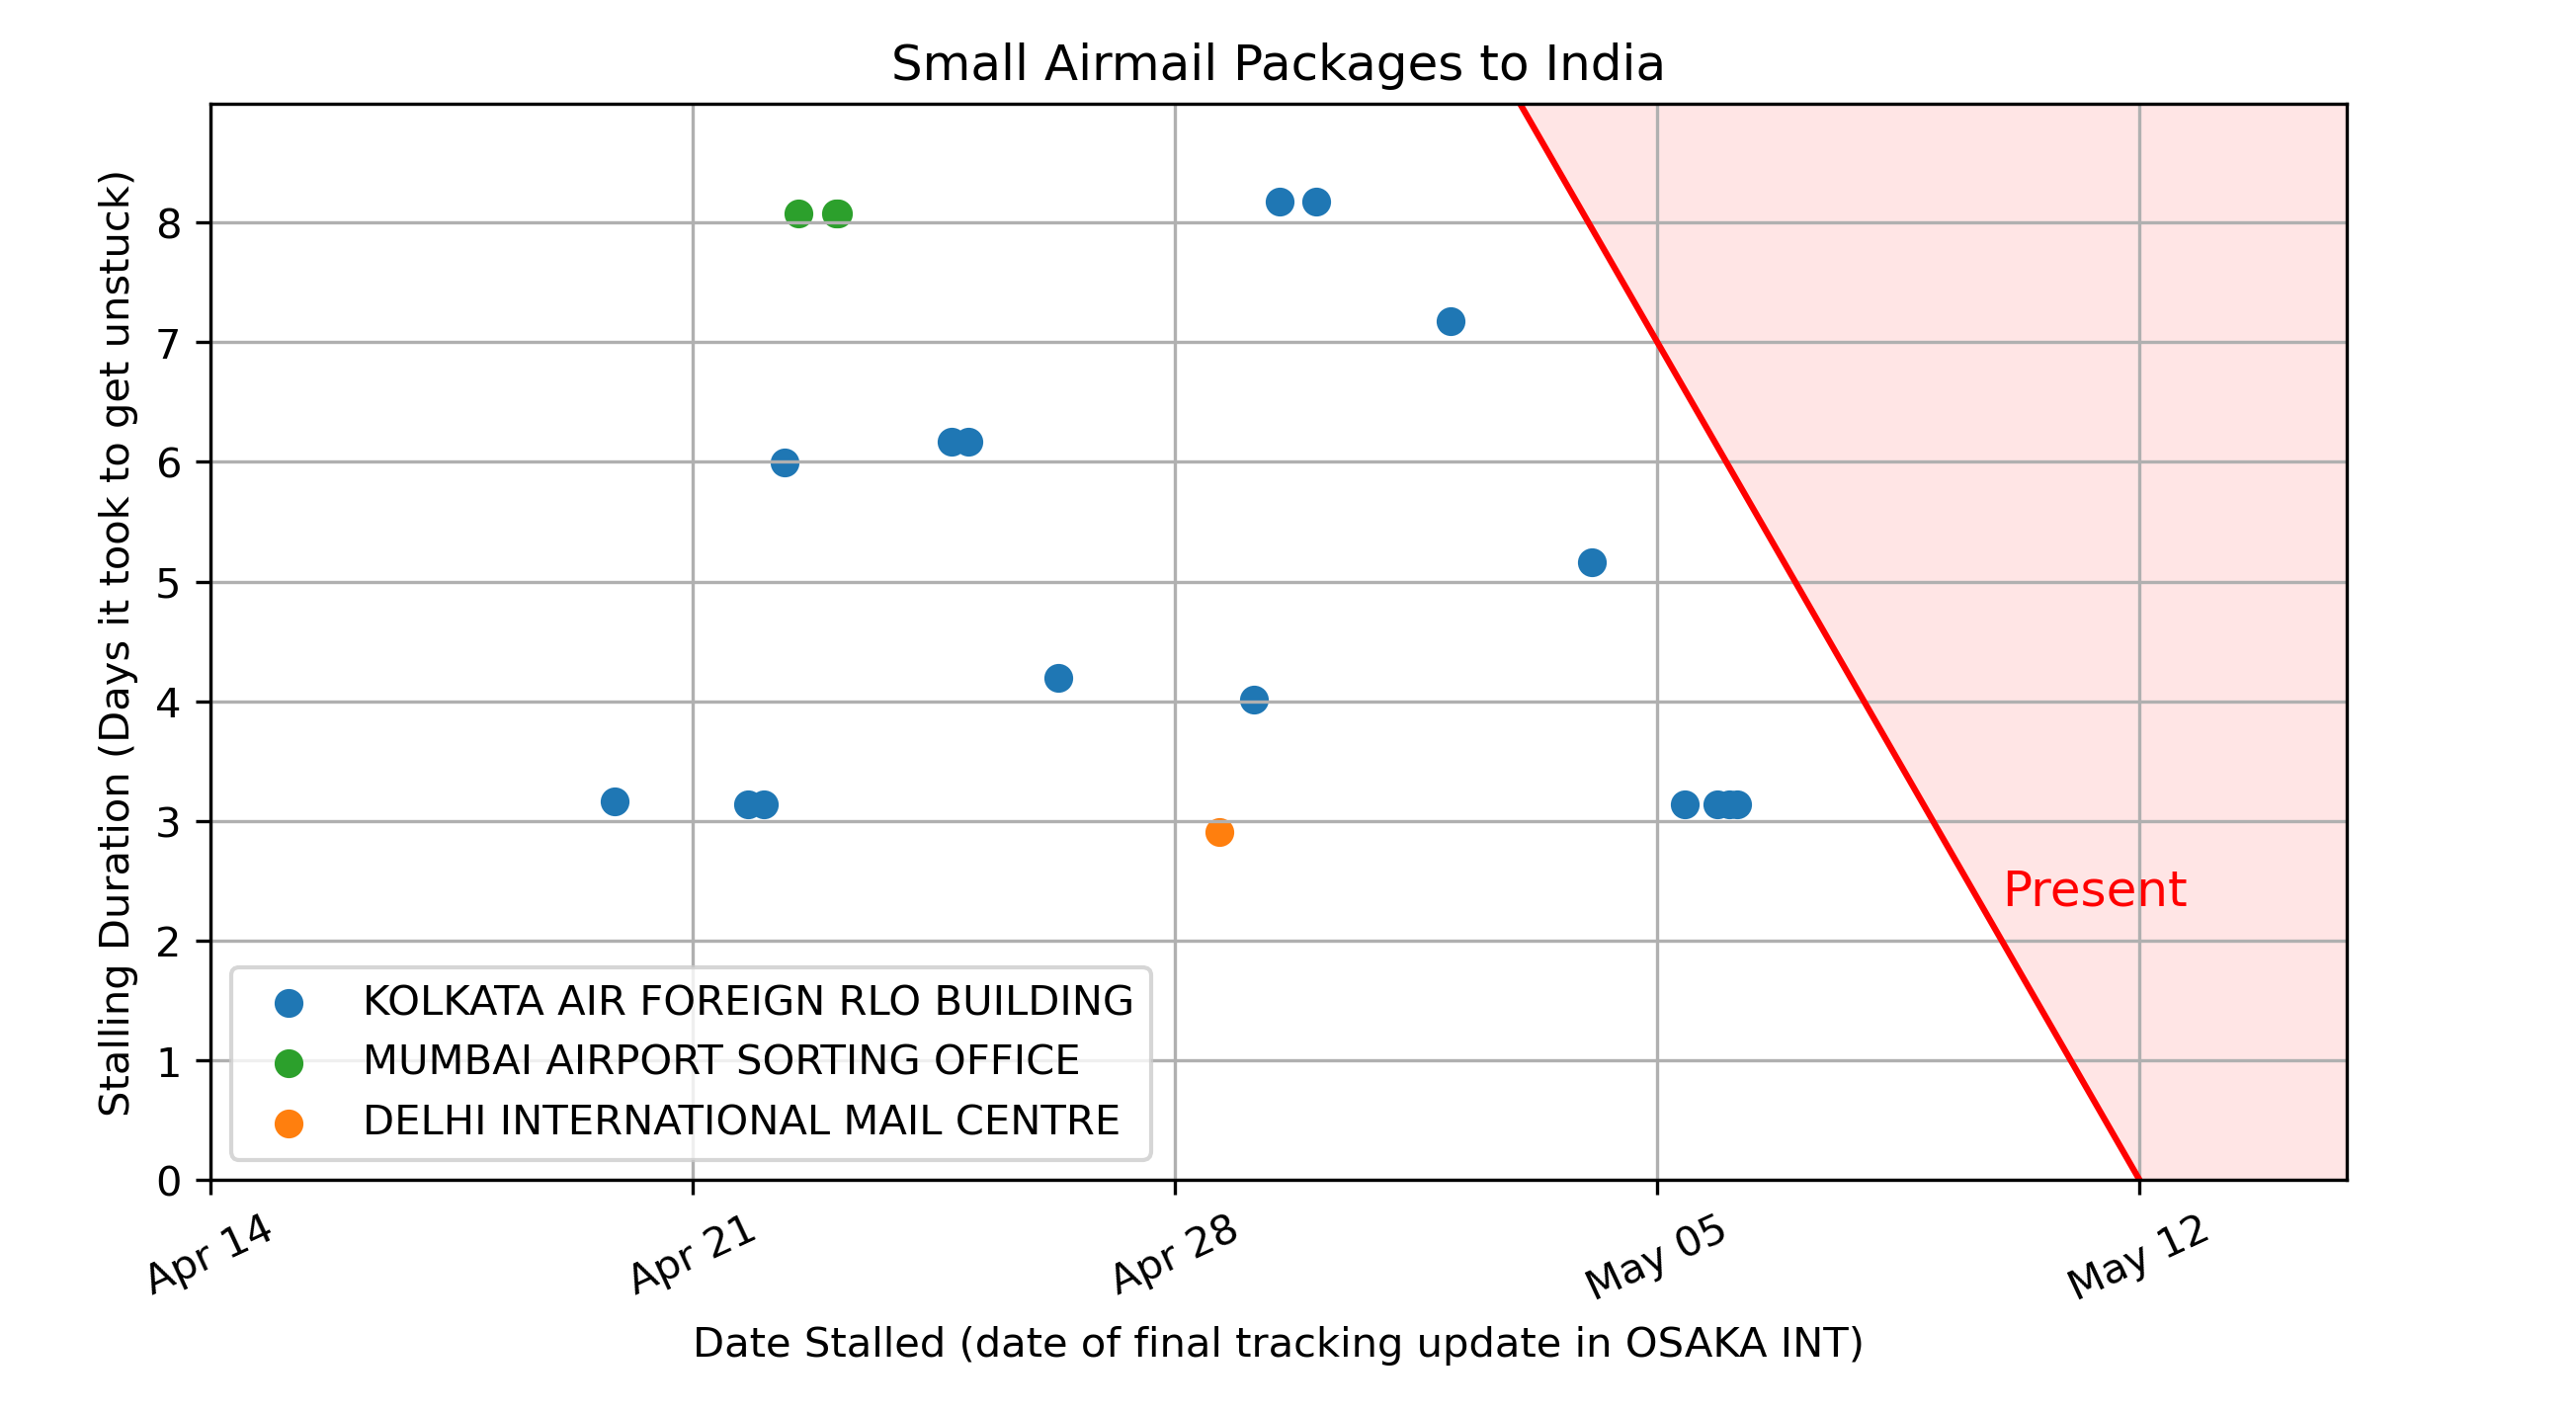 Small Airmail Packages to India
Stalling Duration (Days it took to get unstuck)
8
7
6
5
4
3
2
1
0
Present
KOLKATA AIR FOREIGN RLO BUILDING
MUMBAI AIRPORT SORTING OFFICE
DELHI INTERNATIONAL MAIL CENTRE
Apr 14
Apr 21
Apr 28
May 05
May 12
Date Stalled (date of final tracking update in OSAKA INT)